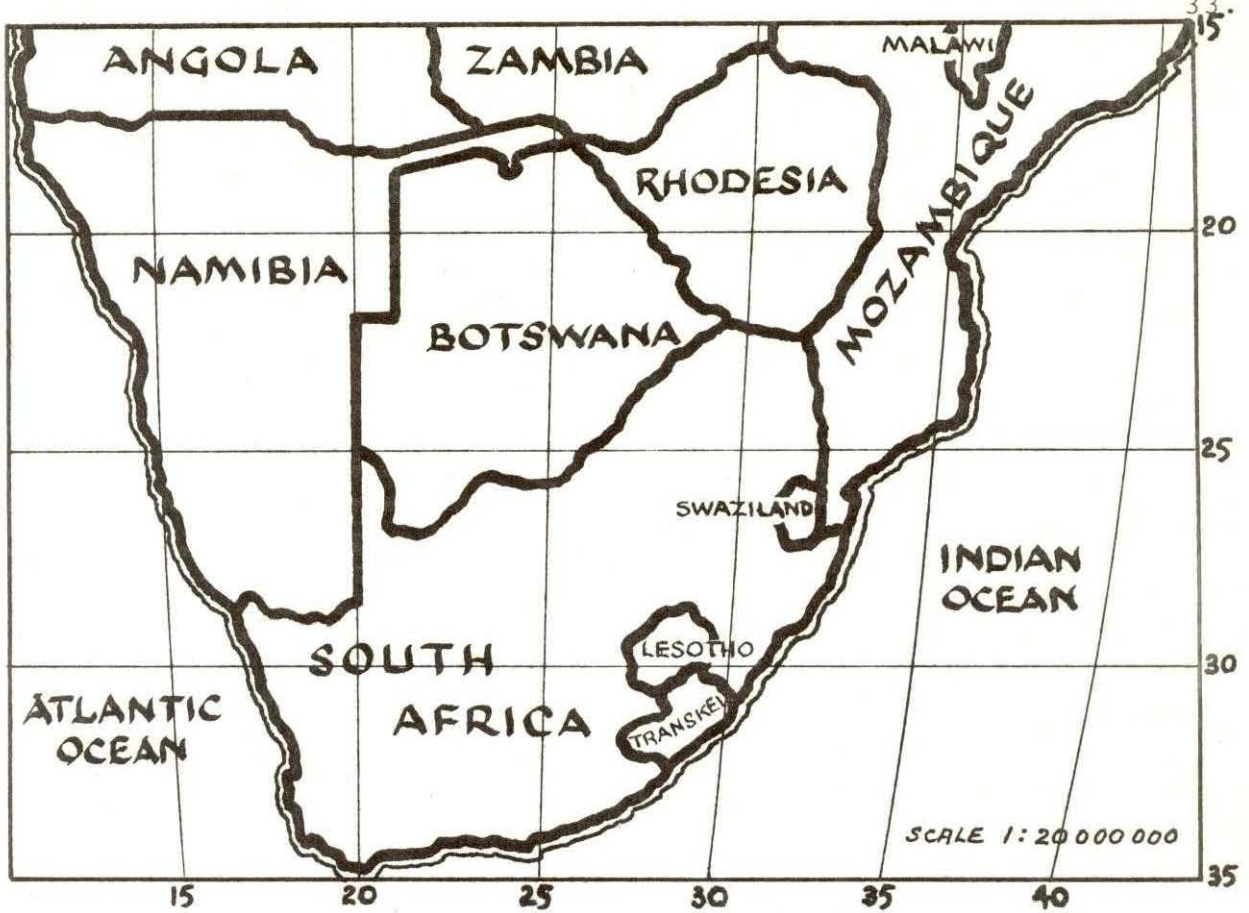 33.
15°
ANGOLA
ZAMBIA
MALAWI
RHODESIA
MOZAMBIQUE
20
NAMIBIA
BOTSWANA
25
SWAZILAND
INDIAN
OCEAN
LESOTHO
SOUTH
30
ATLANTIC
OCEAN
AFRICA
TRANSKEI
SCALE 1:20 000 000
35
15
20
25
30
35
40